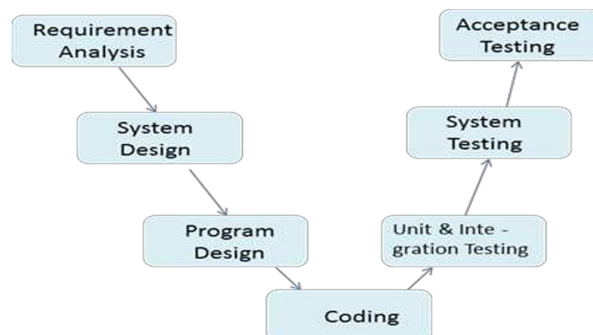 Requirement
Analysis
System
Design
Program
Design
Coding
Unit & Inte -
gration Testing
System
Testing
Acceptance
Testing